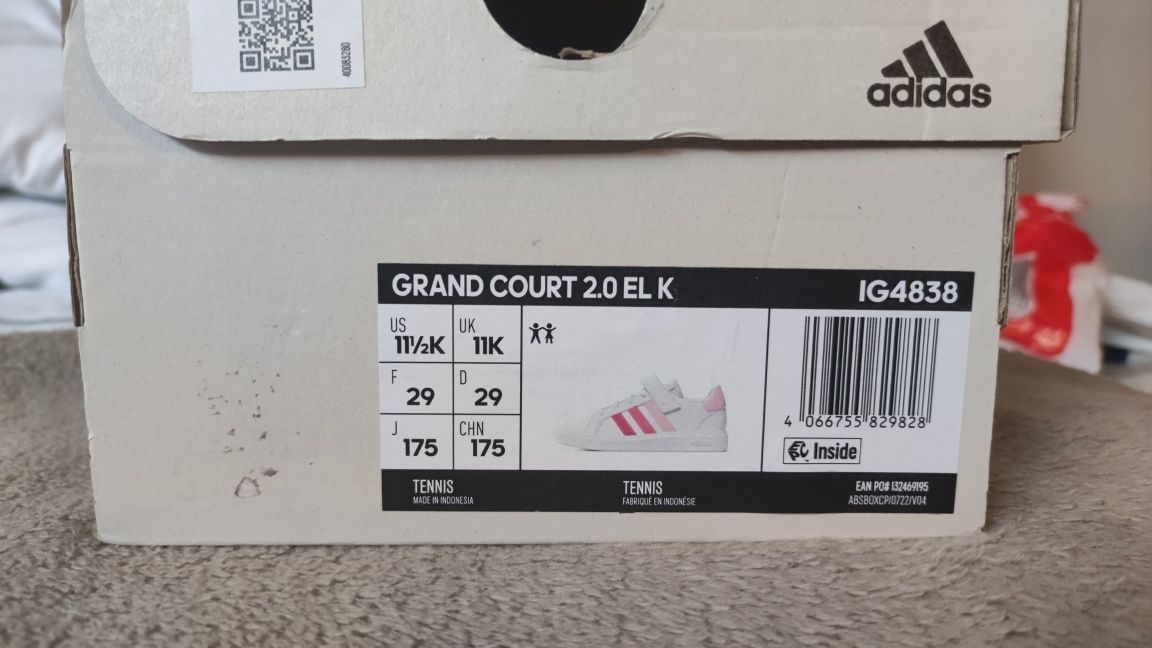 40083280
adidas
GRAND COURT 2.0 EL K
IG4838
US
11½K
UK
11K
F
29
D
29
J
175
CHN
175
4 066755 829828
Inside
TENNIS
MADE IN INDONESIA
TENNIS
FABRIQUÉ EN INDONÉSIE
EAN PO# 132469195
ABSBOXCP/0722/V04